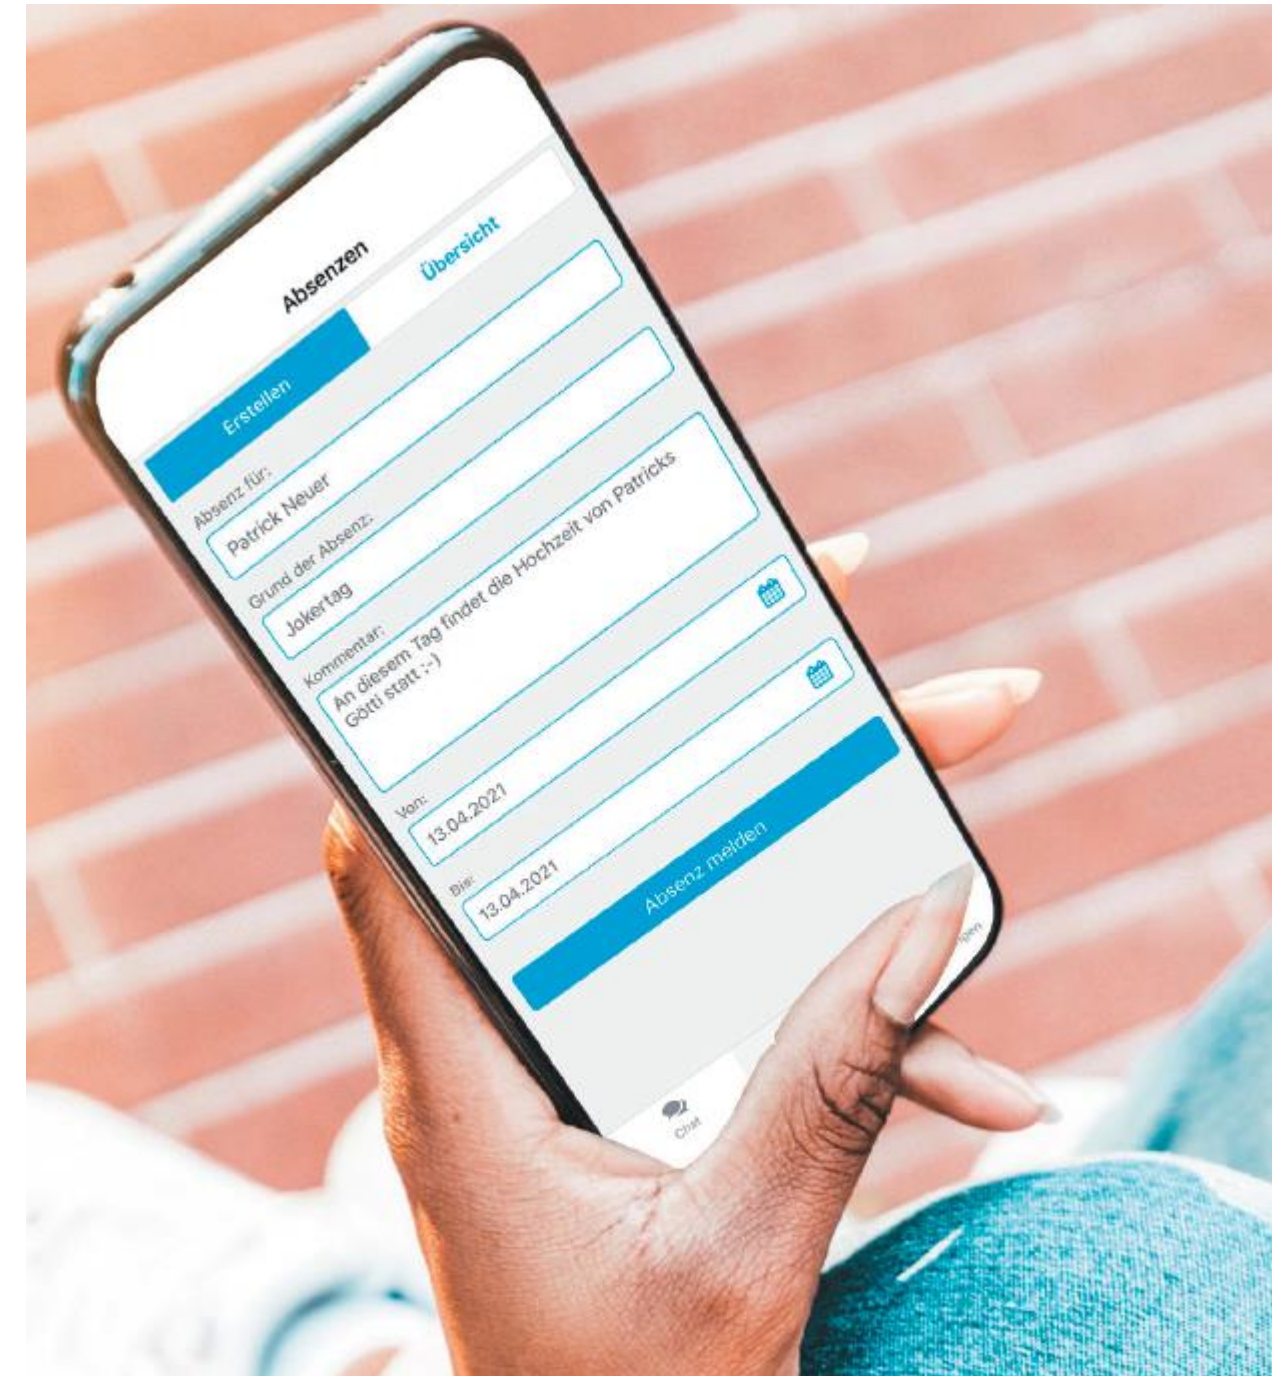 Absenzen
Erstellen
Übersicht
Absenz für:
Patrick Neuer
Grund der Absenz:
Jokertag
Kommentar:
An diesem Tag findet die Hochzeit von Patricks
Götti statt :-)
Von:
13.04.2021
Bis:
13.04.2021
Absenz melden
Chat